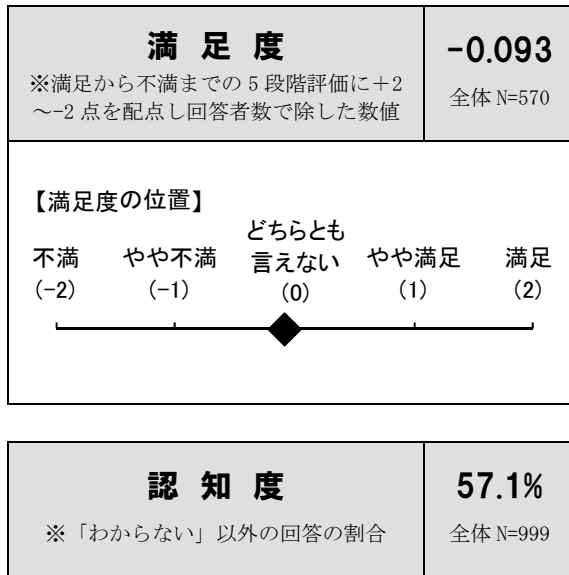 満 足 度
※満足から不満までの 5 段階評価に＋2
～-2 点を配点し回答者数で除した数値
-0.093
全体 N=570
【満足度の位置】
不満 やや不満 どちらとも言えない やや満足 満足
(-2) (-1) (0) (1) (2)
認 知 度
※「わからない」以外の回答の割合
57.1%
全体 N=999